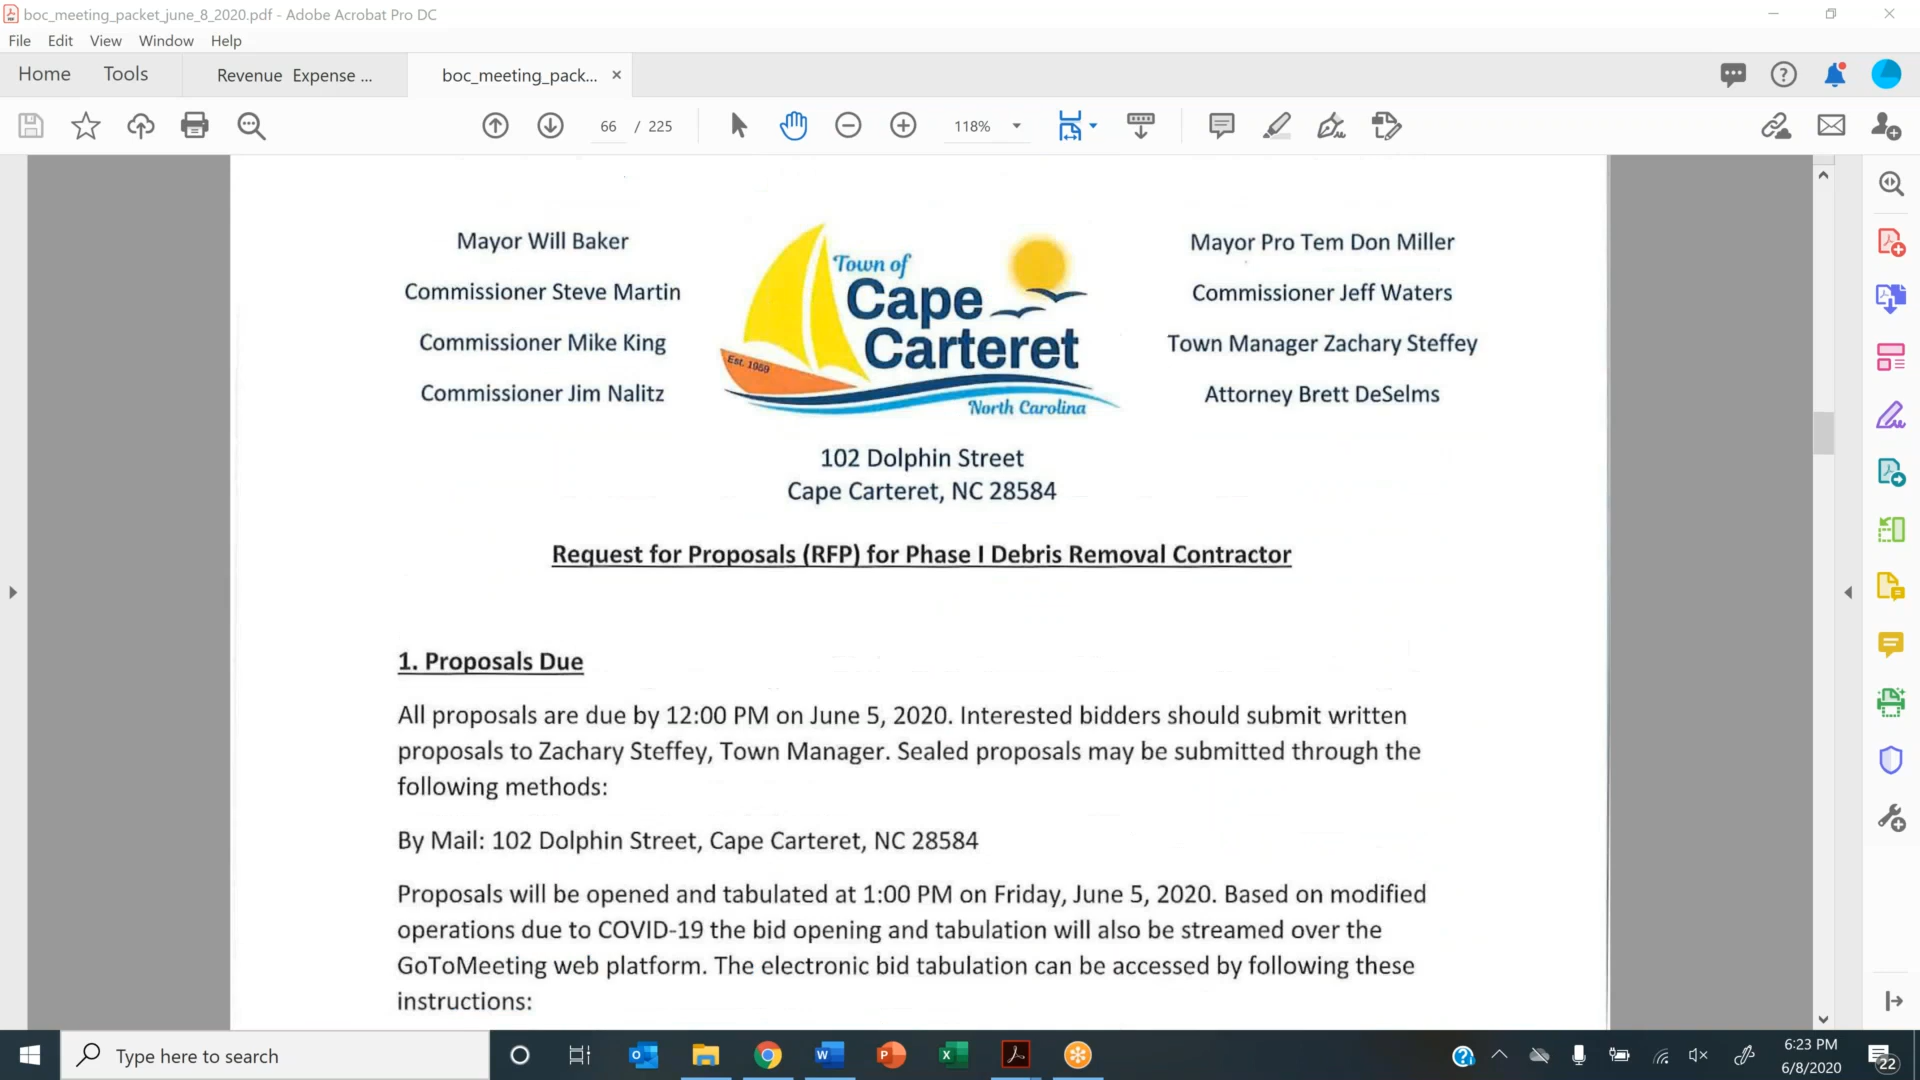 boc_meeting_packet_june_8_2020.pdf - Adobe Acrobat Pro DC
File Edit View Window Help
Home Tools Revenue Expense ... boc_meeting_pack... ×
66 / 225 118%
Mayor Will Baker
Commissioner Steve Martin
Commissioner Mike King
Commissioner Jim Nalitz
Town of
Cape
Carteret
Est. 1959
North Carolina
Mayor Pro Tem Don Miller
Commissioner Jeff Waters
Town Manager Zachary Steffey
Attorney Brett DeSelms
102 Dolphin Street
Cape Carteret, NC 28584
Request for Proposals (RFP) for Phase I Debris Removal Contractor
1. Proposals Due
All proposals are due by 12:00 PM on June 5, 2020. Interested bidders should submit written
proposals to Zachary Steffey, Town Manager. Sealed proposals may be submitted through the
following methods:
By Mail: 102 Dolphin Street, Cape Carteret, NC 28584
Proposals will be opened and tabulated at 1:00 PM on Friday, June 5, 2020. Based on modified
operations due to COVID-19 the bid opening and tabulation will also be streamed over the
GoToMeeting web platform. The electronic bid tabulation can be accessed by following these
instructions:
Type here to search
6:23 PM
6/8/2020
22